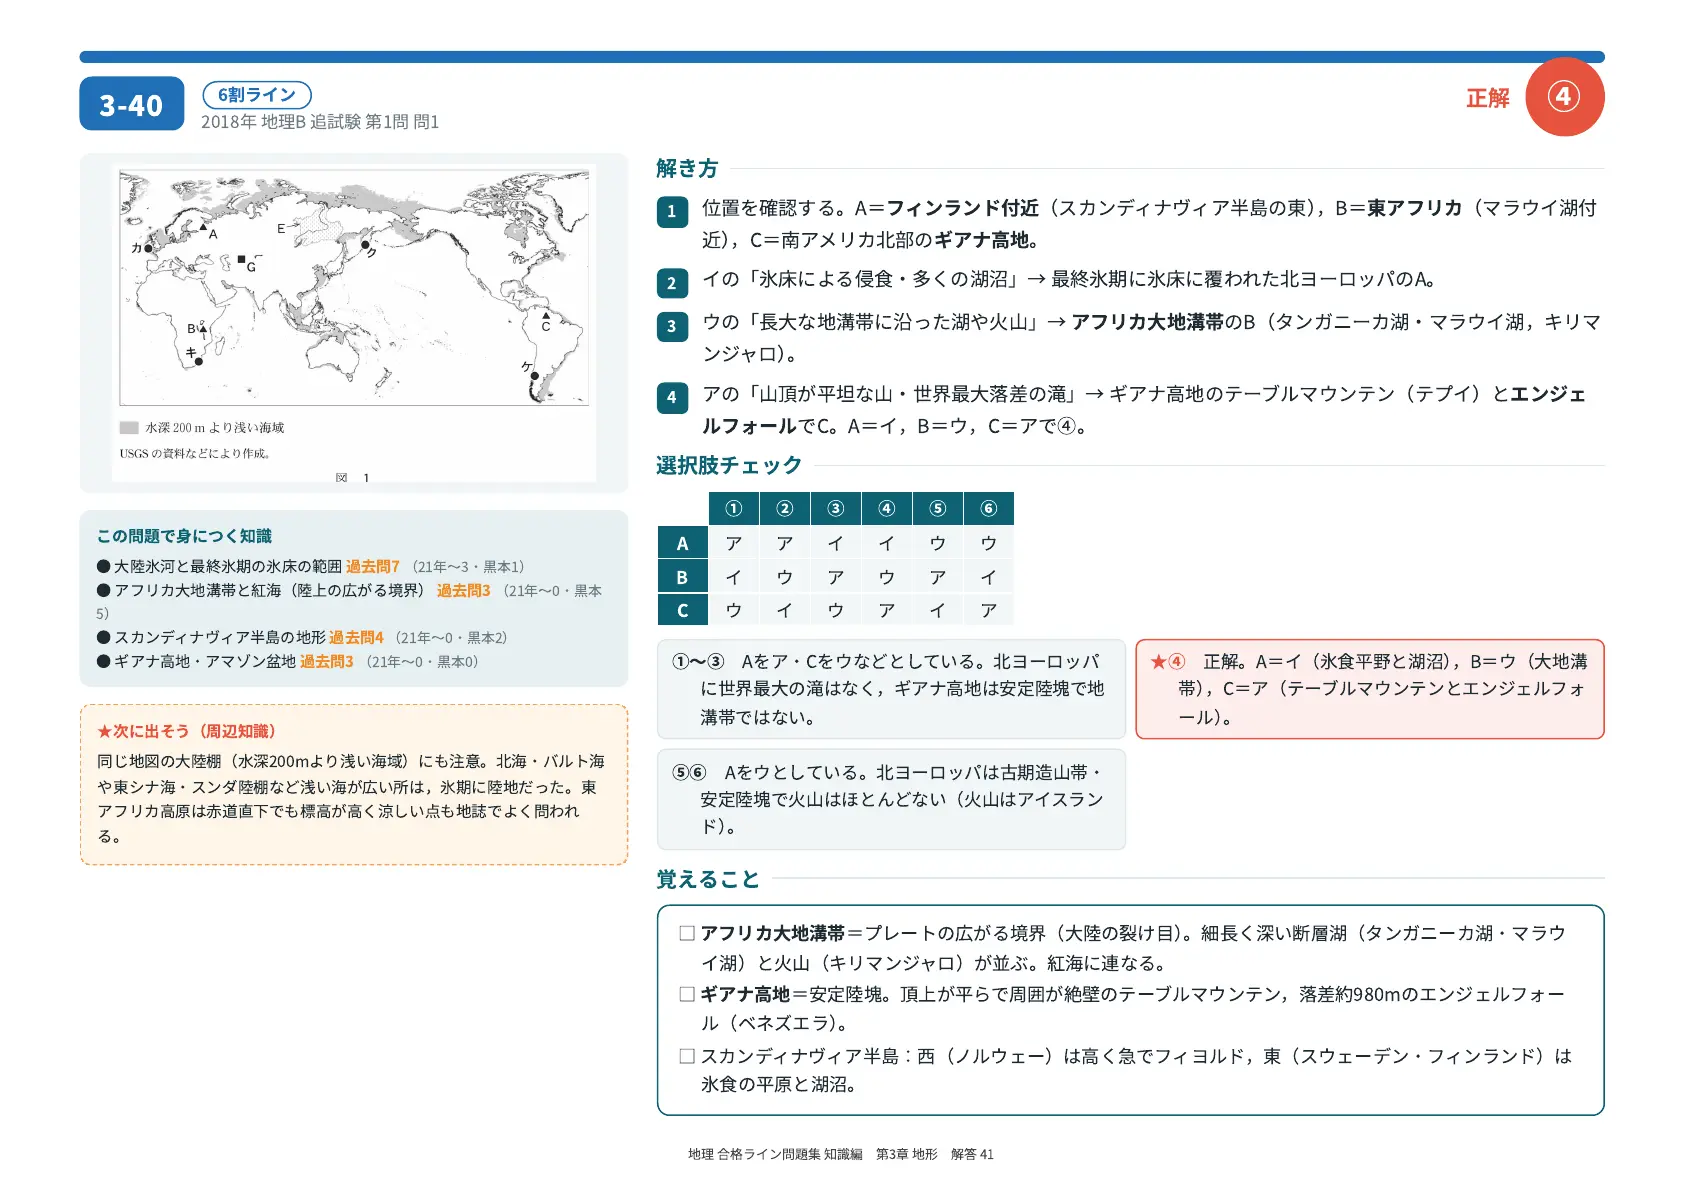 3-40
6割ライン
2018年 地理B 追試験 第1問 問1
正解
④
A
E
カ
ク
G
B
キ
C
ケ
水深 200 m より浅い海域
USGS の資料などにより作成。
図 1
この問題で身につく知識
● 大陸氷河と最終氷期の氷床の範囲 過去問7 （21年〜3・黒本1）
● アフリカ大地溝帯と紅海（陸上の広がる境界） 過去問3 （21年〜0・黒本
5）
● スカンディナヴィア半島の地形 過去問4 （21年〜0・黒本2）
● ギアナ高地・アマゾン盆地 過去問3 （21年〜0・黒本0）
★次に出そう（周辺知識）
同じ地図の大陸棚（水深200mより浅い海域）にも注意。北海・バルト海
や東シナ海・スンダ陸棚など浅い海が広い所は，氷期に陸地だった。東
アフリカ高原は赤道直下でも標高が高く涼しい点も地誌でよく問われ
る。
解き方
1 位置を確認する。A＝フィンランド付近（スカンディナヴィア半島の東），B＝東アフリカ（マラウイ湖付
近），C＝南アメリカ北部のギアナ高地。
2 イの「氷床による侵食・多くの湖沼」→ 最終氷期に氷床に覆われた北ヨーロッパのA。
3 ウの「長大な地溝帯に沿った湖や火山」→ アフリカ大地溝帯のB（タンガニーカ湖・マラウイ湖，キリマ
ンジャロ）。
4 アの「山頂が平坦な山・世界最大落差の滝」→ ギアナ高地のテーブルマウンテン（テプイ）とエンジェ
ルフォールでC。A＝イ，B＝ウ，C＝アで④。
選択肢チェック
① ② ③ ④ ⑤ ⑥
A ア ア イ イ ウ ウ
B イ ウ ア ウ ア イ
C ウ イ ウ ア イ ア
①〜③ Aをア・Cをウなどとしている。北ヨーロッパ
に世界最大の滝はなく，ギアナ高地は安定陸塊で地
溝帯ではない。
★④ 正解。A＝イ（氷食平野と湖沼），B＝ウ（大地溝
帯），C＝ア（テーブルマウンテンとエンジェルフォ
ール）。
⑤⑥ Aをウとしている。北ヨーロッパは古期造山帯・
安定陸塊で火山はほとんどない（火山はアイスラン
ド）。
覚えること
□ アフリカ大地溝帯＝プレートの広がる境界（大陸の裂け目）。細長く深い断層湖（タンガニーカ湖・マラウ
イ湖）と火山（キリマンジャロ）が並ぶ。紅海に連なる。
□ ギアナ高地＝安定陸塊。頂上が平らで周囲が絶壁のテーブルマウンテン，落差約980mのエンジェルフォー
ル（ベネズエラ）。
□ スカンディナヴィア半島：西（ノルウェー）は高く急でフィヨルド，東（スウェーデン・フィンランド）は
氷食の平原と湖沼。
地理 合格ライン問題集 知識編 第3章 地形 解答 41